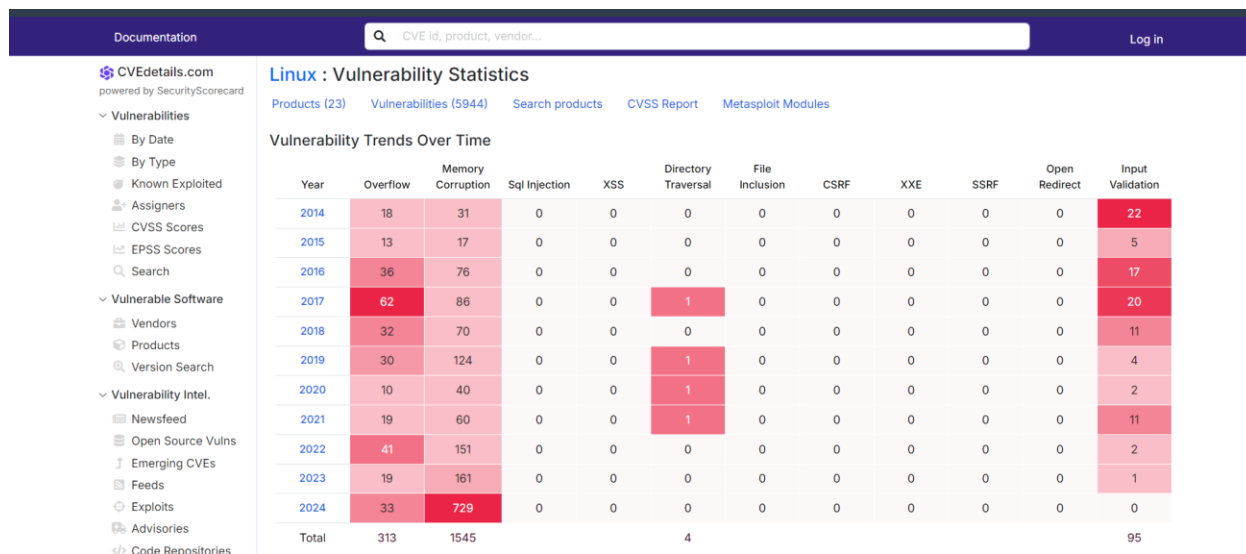 Documentation
CVE id, product, vendor...
Log in
CVEdetails.com
powered by SecurityScorecard
Vulnerabilities
By Date
By Type
Known Exploited
Assigners
CVSS Scores
EPSS Scores
Search
Vulnerable Software
Vendors
Products
Version Search
Vulnerability Intel.
Newsfeed
Open Source Vulns
Emerging CVEs
Feeds
Exploits
Advisories
Code Repositories
Linux : Vulnerability Statistics
Products (23) Vulnerabilities (5944) Search products CVSS Report Metasploit Modules
Vulnerability Trends Over Time
Year Overflow Memory Corruption Sql Injection XSS Directory Traversal File Inclusion CSRF XXE SSRF Open Redirect Input Validation
2014 18 31 0 0 0 0 0 0 0 0 22
2015 13 17 0 0 0 0 0 0 0 0 5
2016 36 76 0 0 0 0 0 0 0 0 17
2017 62 86 0 0 1 0 0 0 0 0 20
2018 32 70 0 0 0 0 0 0 0 0 11
2019 30 124 0 0 1 0 0 0 0 0 4
2020 10 40 0 0 1 0 0 0 0 0 2
2021 19 60 0 0 1 0 0 0 0 0 11
2022 41 151 0 0 0 0 0 0 0 0 2
2023 19 161 0 0 0 0 0 0 0 0 1
2024 33 729 0 0 0 0 0 0 0 0 0
Total 313 1545 4 95